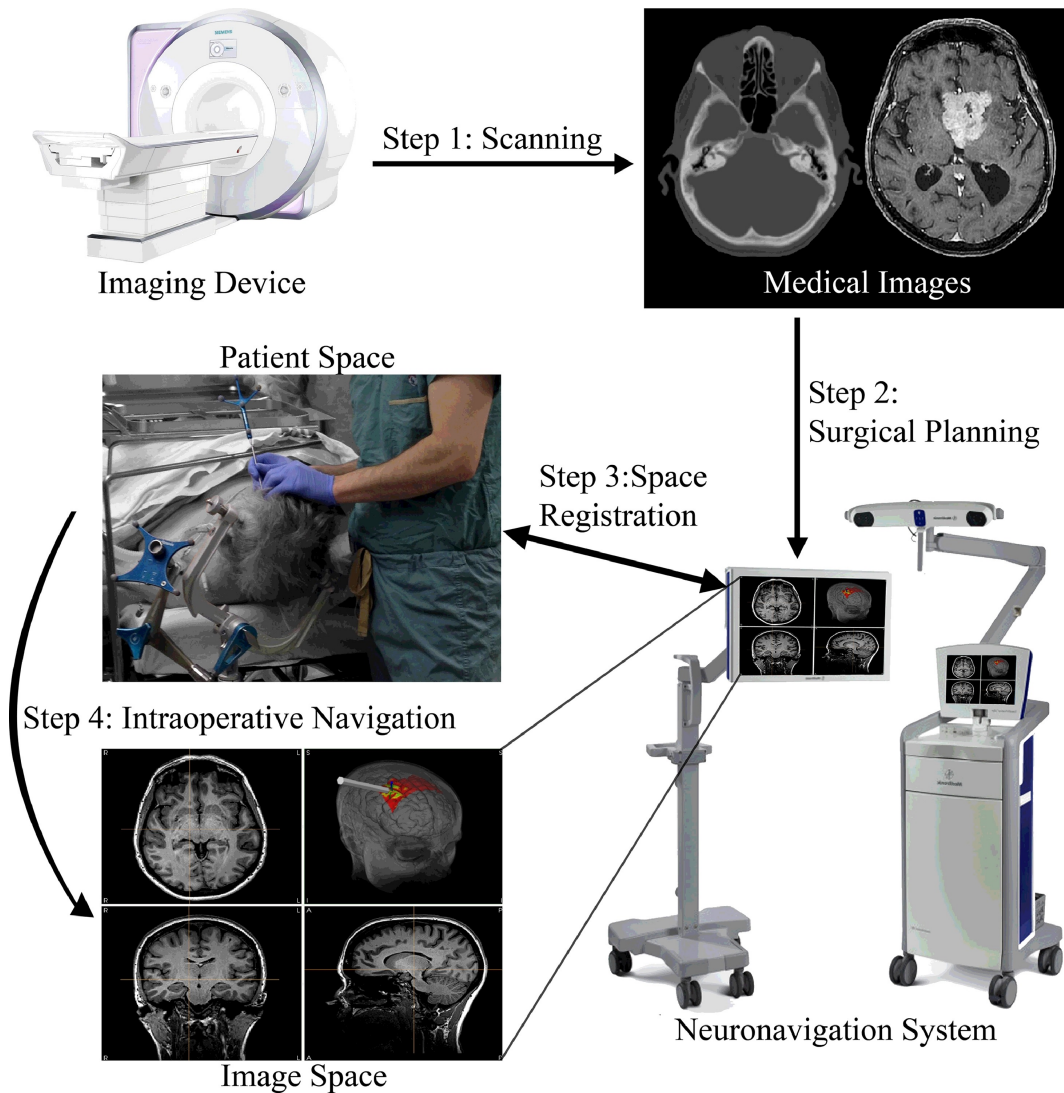 SIEMENS
Step 1: Scanning
Imaging Device
Medical Images
Patient Space
Step 2:
Surgical Planning
Step 3:Space
Registration
Step 4: Intraoperative Navigation
R
L
S
S
R
L
I
I
R
L
A
P
R
L
A
Image Space
Neuronavigation System